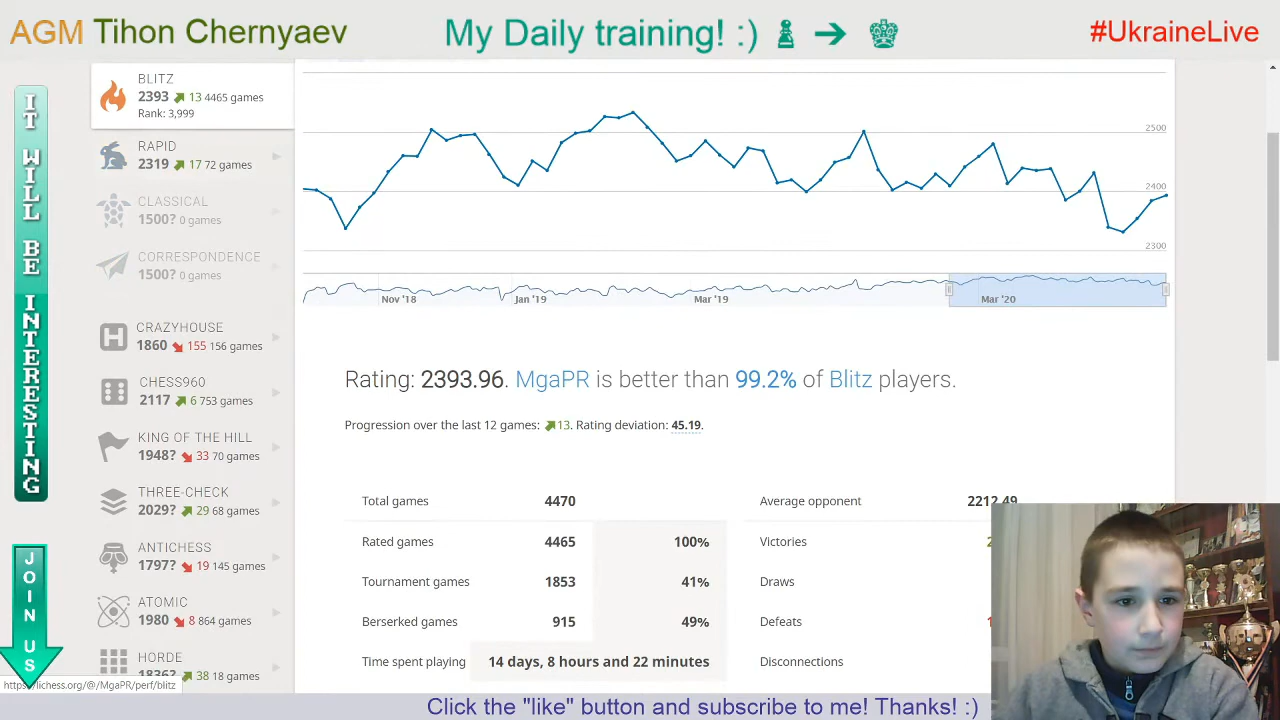 AGM Tihon Chernyaev
My Daily training! :)
#UkraineLive
IT WILL BE INTERESTING
JOIN US
BLITZ
2393 13 4465 games
Rank: 3,999
RAPID
2319 17 72 games
CLASSICAL
1500? 0 games
CORRESPONDENCE
1500? 0 games
CRAZYHOUSE
1860 155 156 games
CHESS960
2117 6 753 games
KING OF THE HILL
1948? 33 70 games
THREE-CHECK
2029? 29 68 games
ANTICHESS
1797? 19 145 games
ATOMIC
1980 8 864 games
HORDE
1836? 38 18 games
https://lichess.org/@/MgaPR/perf/blitz
2500
2400
2300
Nov '18 Jan '19 Mar '19 Mar '20
Rating: 2393.96. MgaPR is better than 99.2% of Blitz players.
Progression over the last 12 games: 13. Rating deviation: 45.19.
Total games 4470
Rated games 4465 100%
Tournament games 1853 41%
Berserked games 915 49%
Time spent playing 14 days, 8 hours and 22 minutes
Average opponent 2212.49
Victories
Draws
Defeats
Disconnections
Click the "like" button and subscribe to me! Thanks! :)